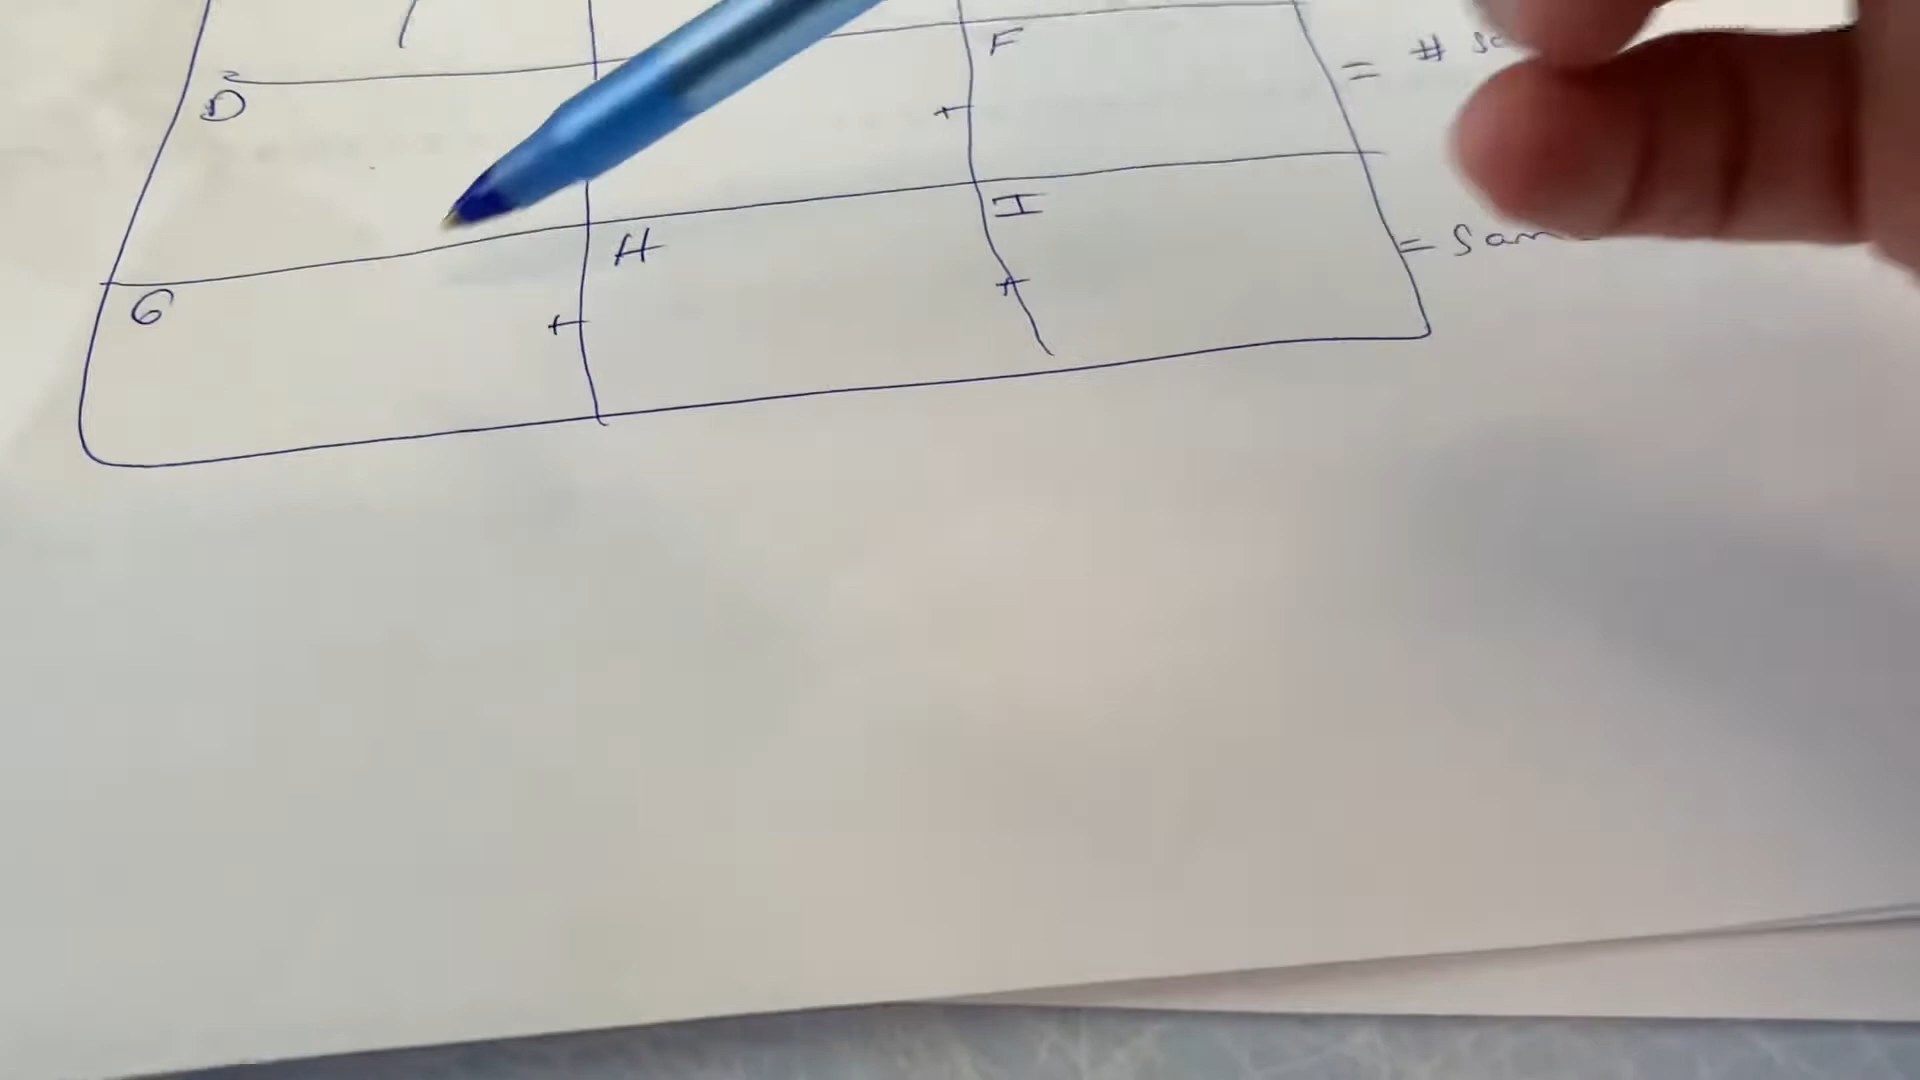 F
D
= #
+
I
H
= Sam
G
+
+